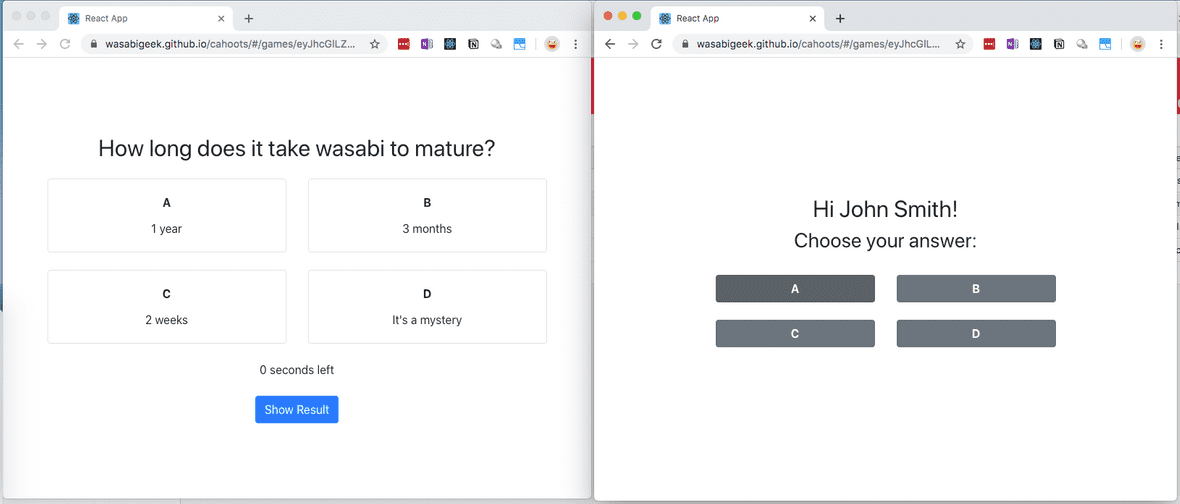 React App
wasabigeek.github.io/cahoots/#/games/eyJhcGlLZ...
How long does it take wasabi to mature?
A
1 year
B
3 months
C
2 weeks
D
It's a mystery
0 seconds left
Show Result
React App
wasabigeek.github.io/cahoots/#/games/eyJhcGlL...
Hi John Smith!
Choose your answer:
A
B
C
D